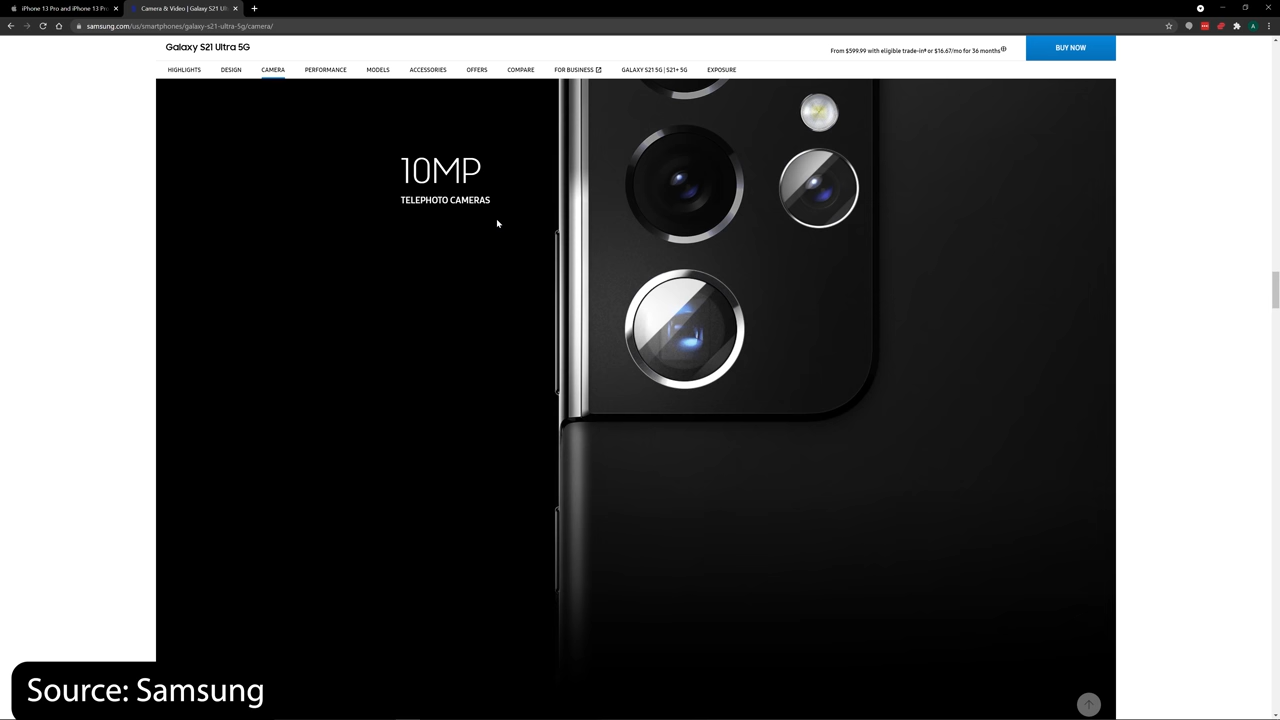 iPhone 13 Pro and iPhone 13 Pr
Camera & Video | Galaxy S21 Ul
samsung.com/us/smartphones/galaxy-s21-ultra-5g/camera/
Galaxy S21 Ultra 5G
From $599.99 with eligible trade-in or $16.67/mo for 36 months
BUY NOW
HIGHLIGHTS DESIGN CAMERA PERFORMANCE MODELS ACCESSORIES OFFERS COMPARE FOR BUSINESS GALAXY S21 5G | S21+ 5G EXPOSURE
10MP
TELEPHOTO CAMERAS
Source: Samsung